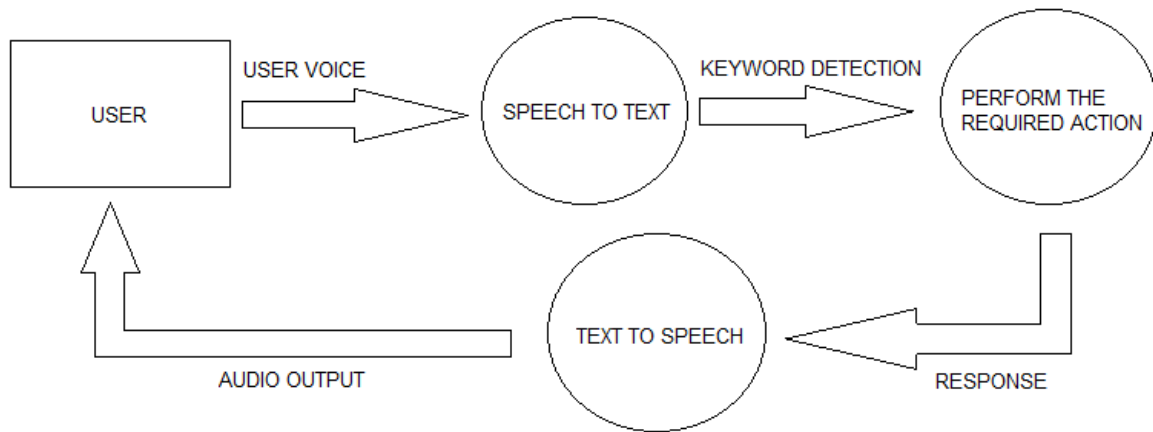 USER VOICE
KEYWORD DETECTION
USER
SPEECH TO TEXT
PERFORM THE
REQUIRED ACTION
TEXT TO SPEECH
AUDIO OUTPUT
RESPONSE